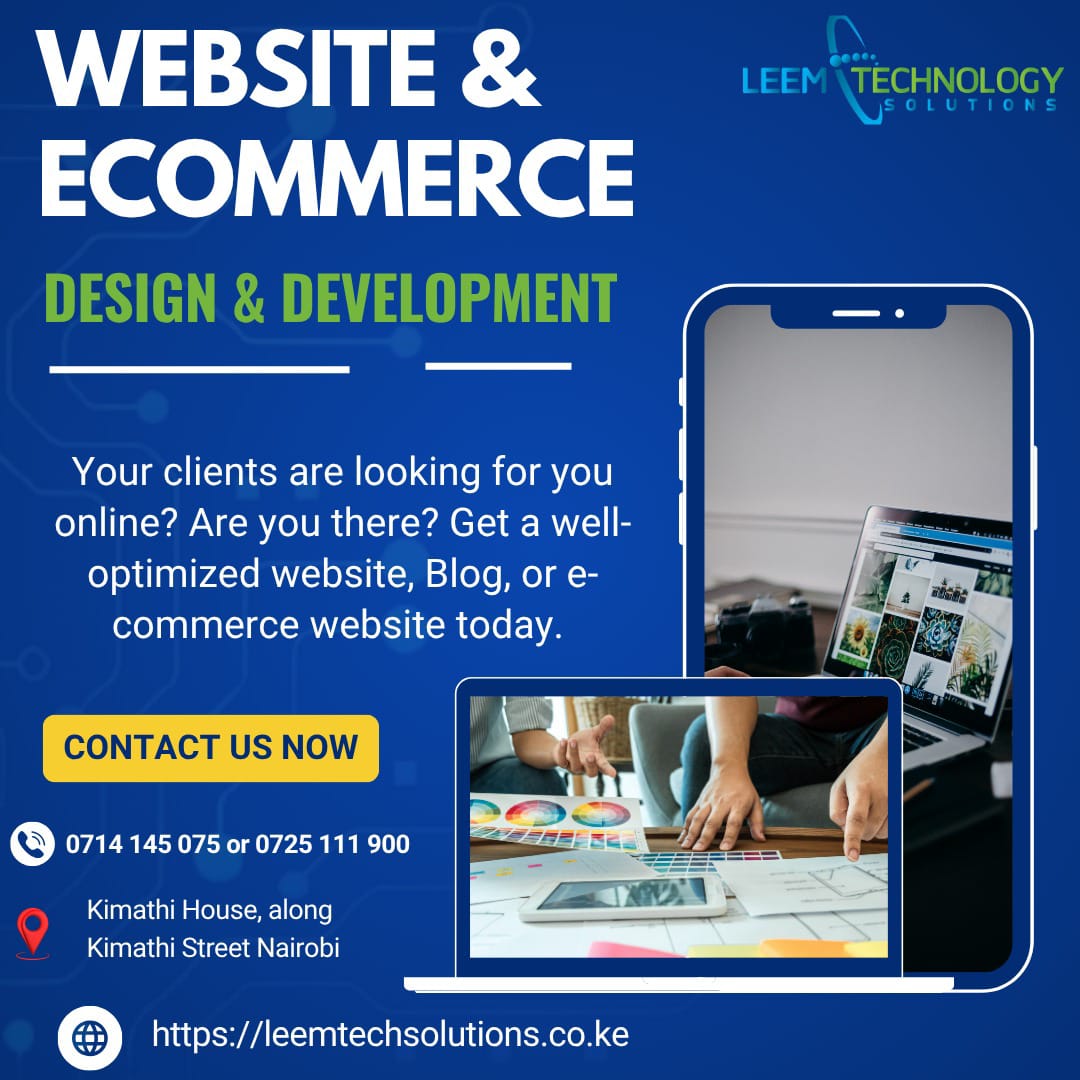 WEBSITE &
ECOMMERCE
LEEM TECHNOLOGY
SOLUTIONS
DESIGN & DEVELOPMENT
Your clients are looking for you
online? Are you there? Get a well-
optimized website, Blog, or e-
commerce website today.
CONTACT US NOW
0714 145 075 or 0725 111 900
Kimathi House, along
Kimathi Street Nairobi
https://leemtechsolutions.co.ke